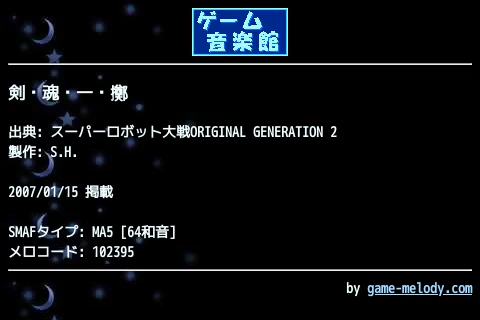 ゲーム
音楽館
剣・魂・一・擲
出典: スーパーロボット大戦ORIGINAL GENERATION 2
製作: S.H.
2007/01/15 掲載
SMAFタイプ: MA5 [64和音]
メロコード: 102395
by game-melody.com